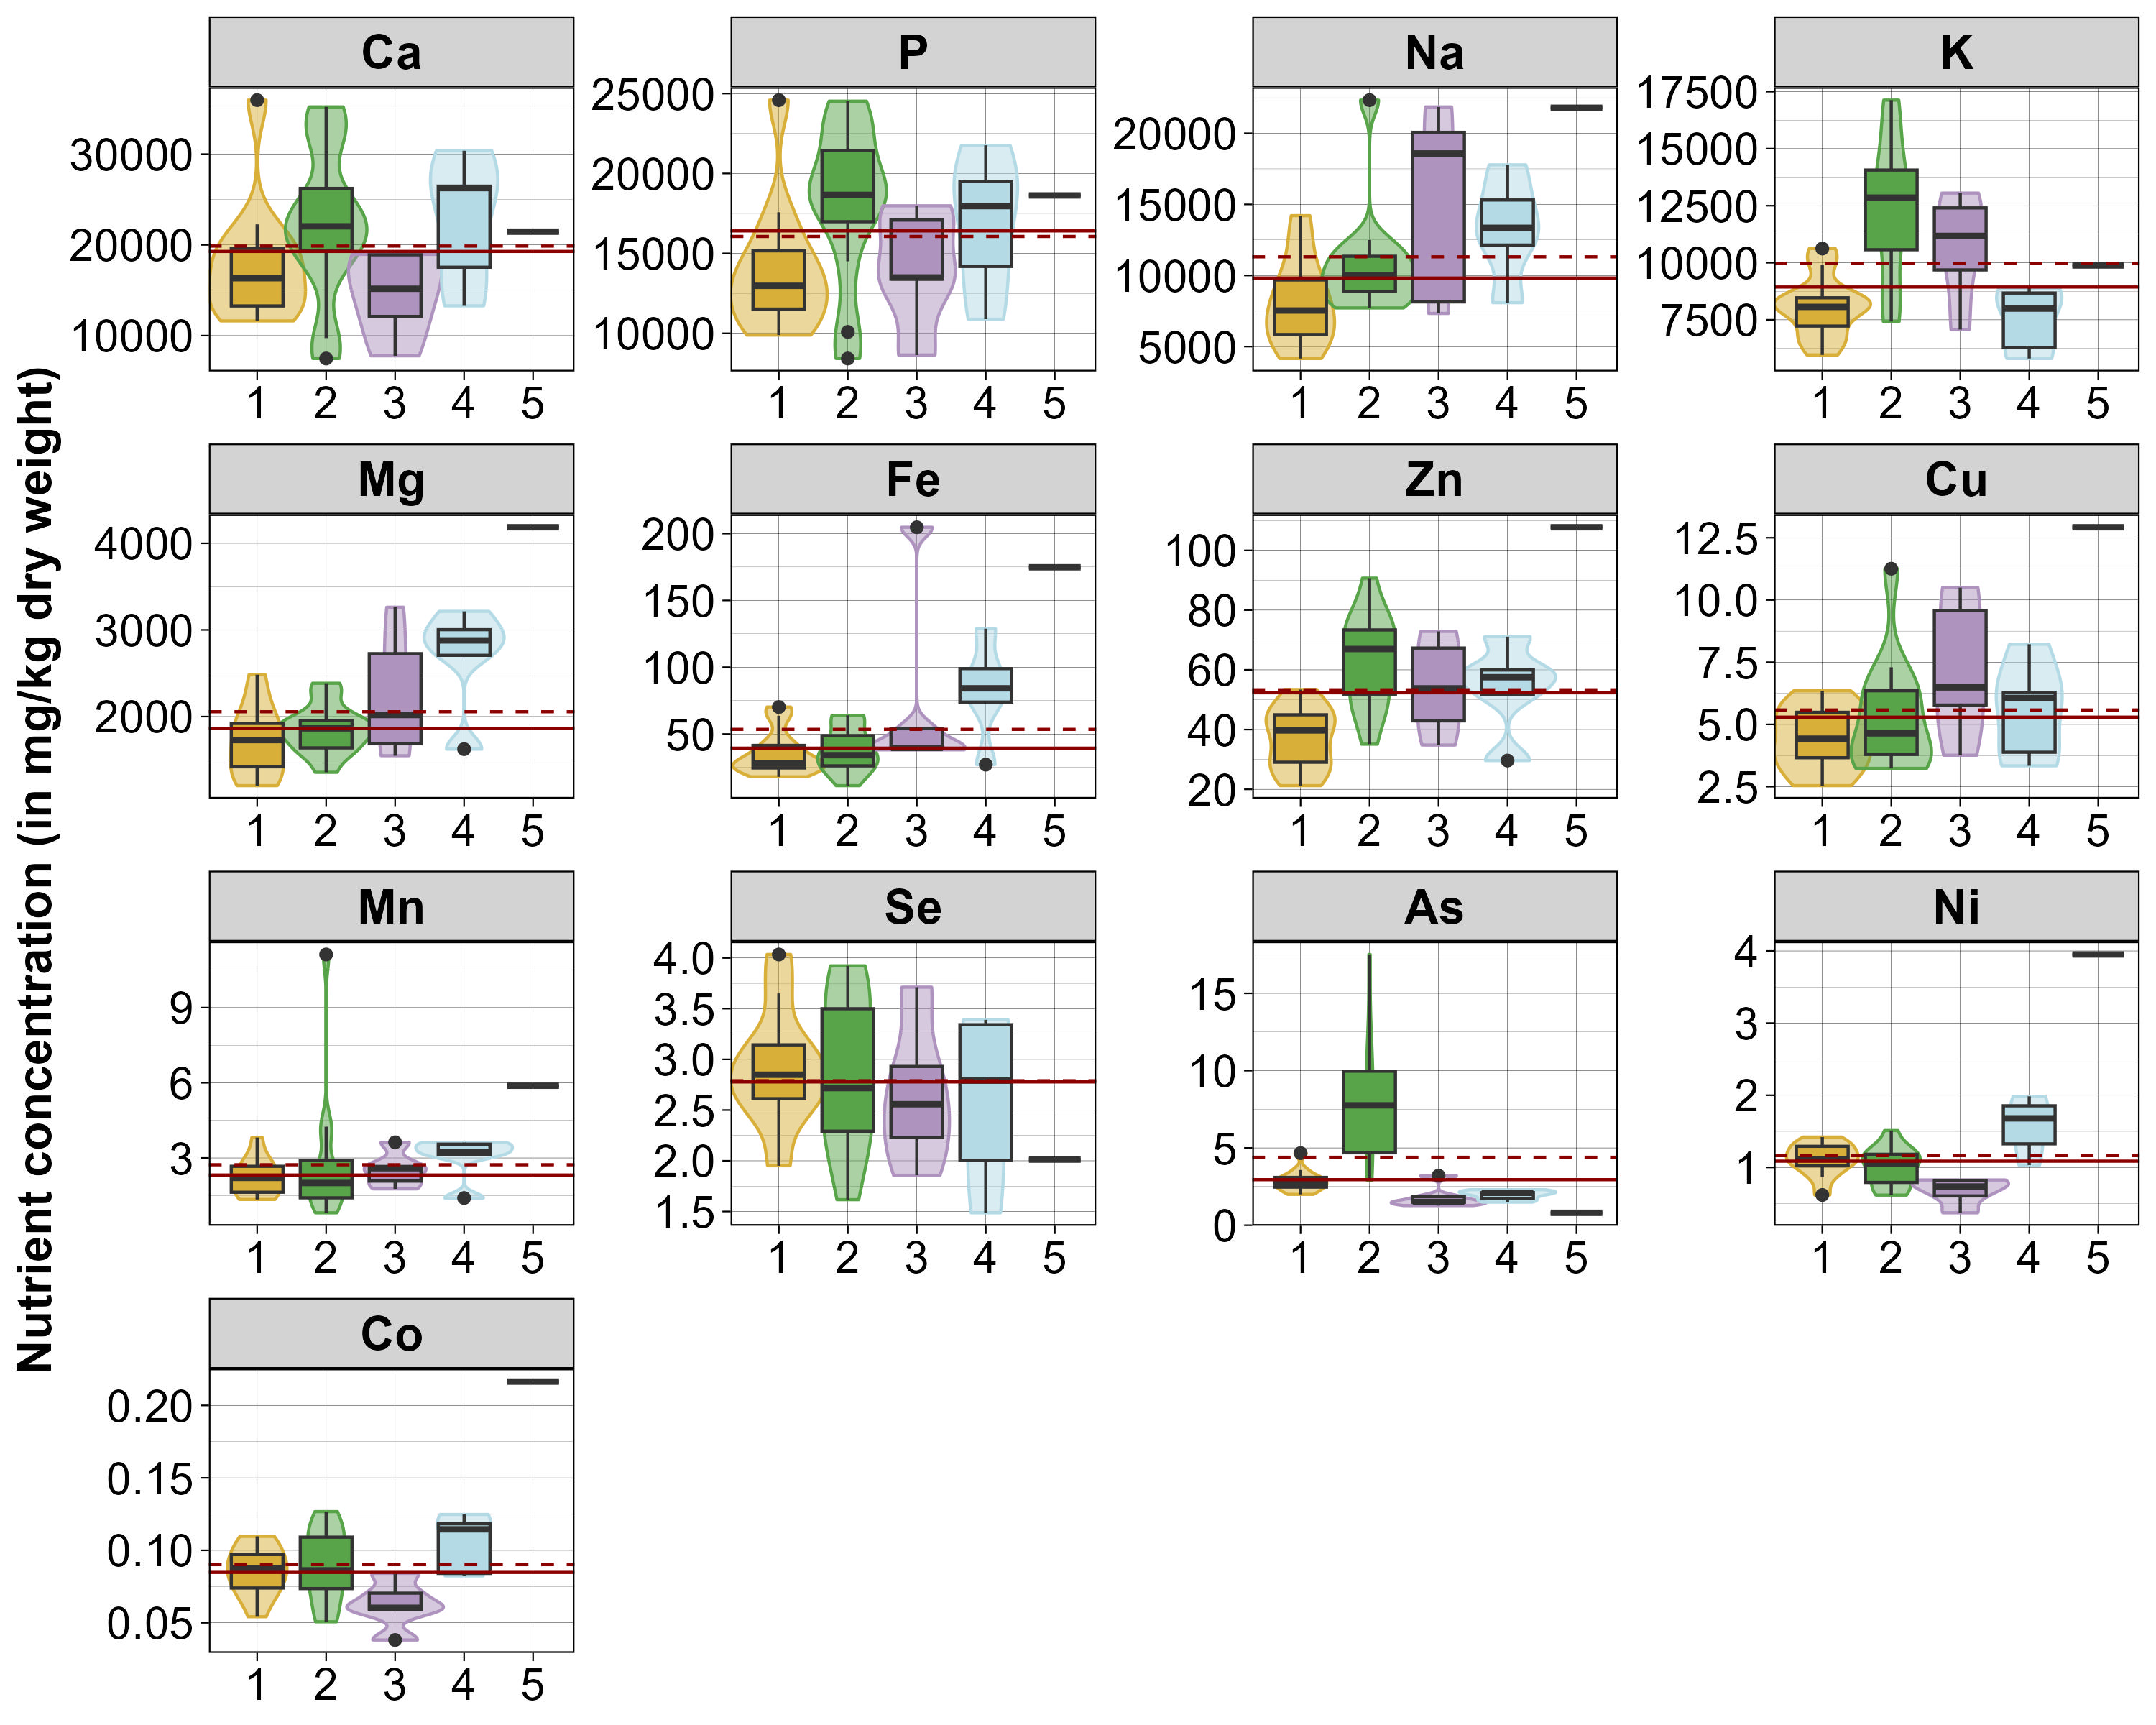 Nutrient concentration (in mg/kg dry weight)
Ca
30000
20000
10000
1 2 3 4 5
P
25000
20000
15000
10000
1 2 3 4 5
Na
20000
15000
10000
5000
1 2 3 4 5
K
17500
15000
12500
10000
7500
1 2 3 4 5
Mg
4000
3000
2000
1 2 3 4 5
Fe
200
150
100
50
1 2 3 4 5
Zn
100
80
60
40
20
1 2 3 4 5
Cu
12.5
10.0
7.5
5.0
2.5
1 2 3 4 5
Mn
9
6
3
1 2 3 4 5
Se
4.0
3.5
3.0
2.5
2.0
1.5
1 2 3 4 5
As
15
10
5
0
1 2 3 4 5
Ni
4
3
2
1
1 2 3 4 5
Co
0.20
0.15
0.10
0.05
1 2 3 4 5